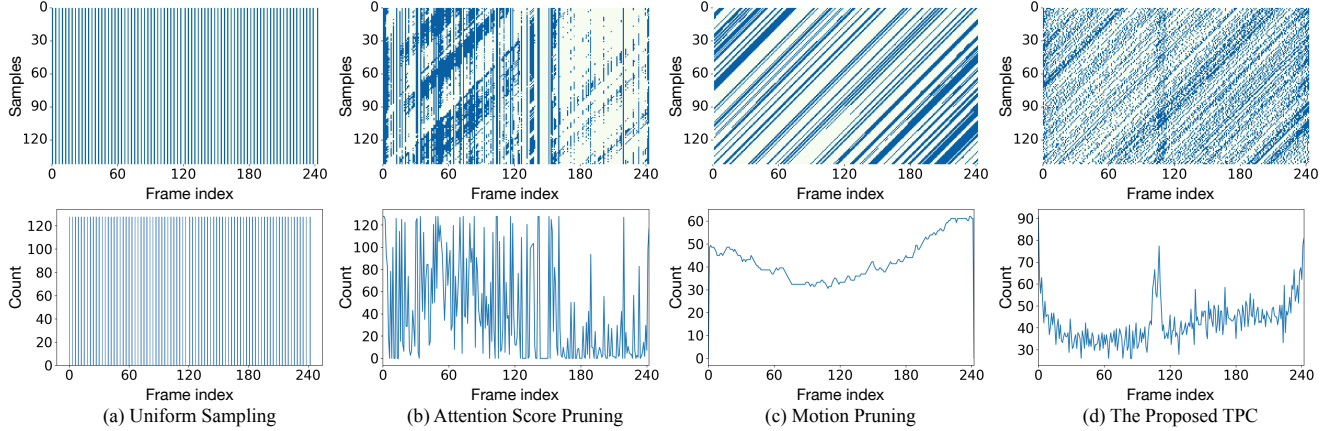 0
30
60
90
120
Samples
0 60 120 180 240
Frame index
0
30
60
90
120
Samples
0 60 120 180 240
Frame index
0
30
60
90
120
Samples
0 60 120 180 240
Frame index
0
30
60
90
120
Samples
0 60 120 180 240
Frame index
120
100
80
60
40
20
0
Count
0 60 120 180 240
Frame index
(a) Uniform Sampling
120
100
80
60
40
20
0
Count
0 60 120 180 240
Frame index
(b) Attention Score Pruning
60
50
40
30
20
10
0
Count
0 60 120 180 240
Frame index
(c) Motion Pruning
90
80
70
60
50
40
30
Count
0 60 120 180 240
Frame index
(d) The Proposed TPC